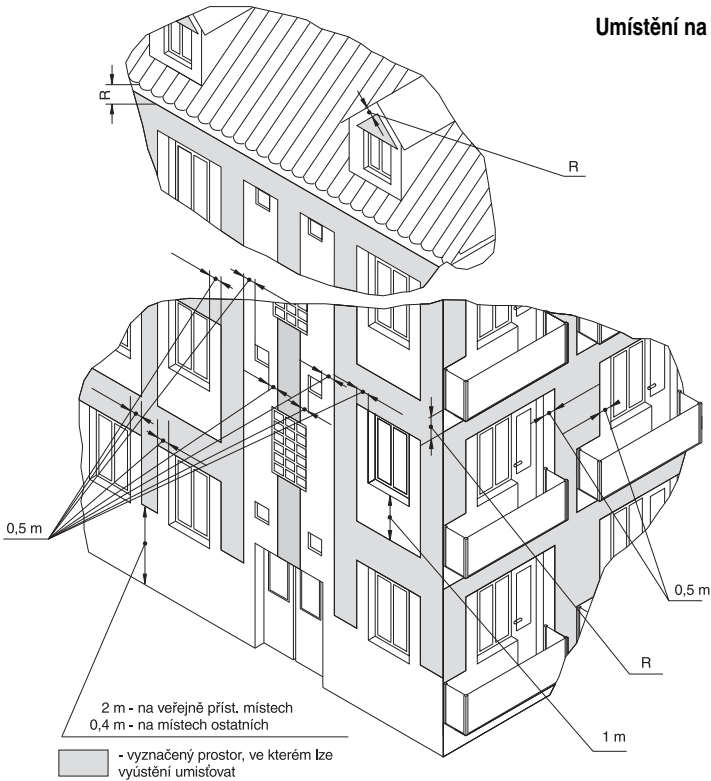 Umístění na
R
R
0,5 m
0,5 m
R
2 m - na veřejně příst. místech
0,4 m - na místech ostatních
1 m
- vyznačený prostor, ve kterém lze
vyústění umisťovat